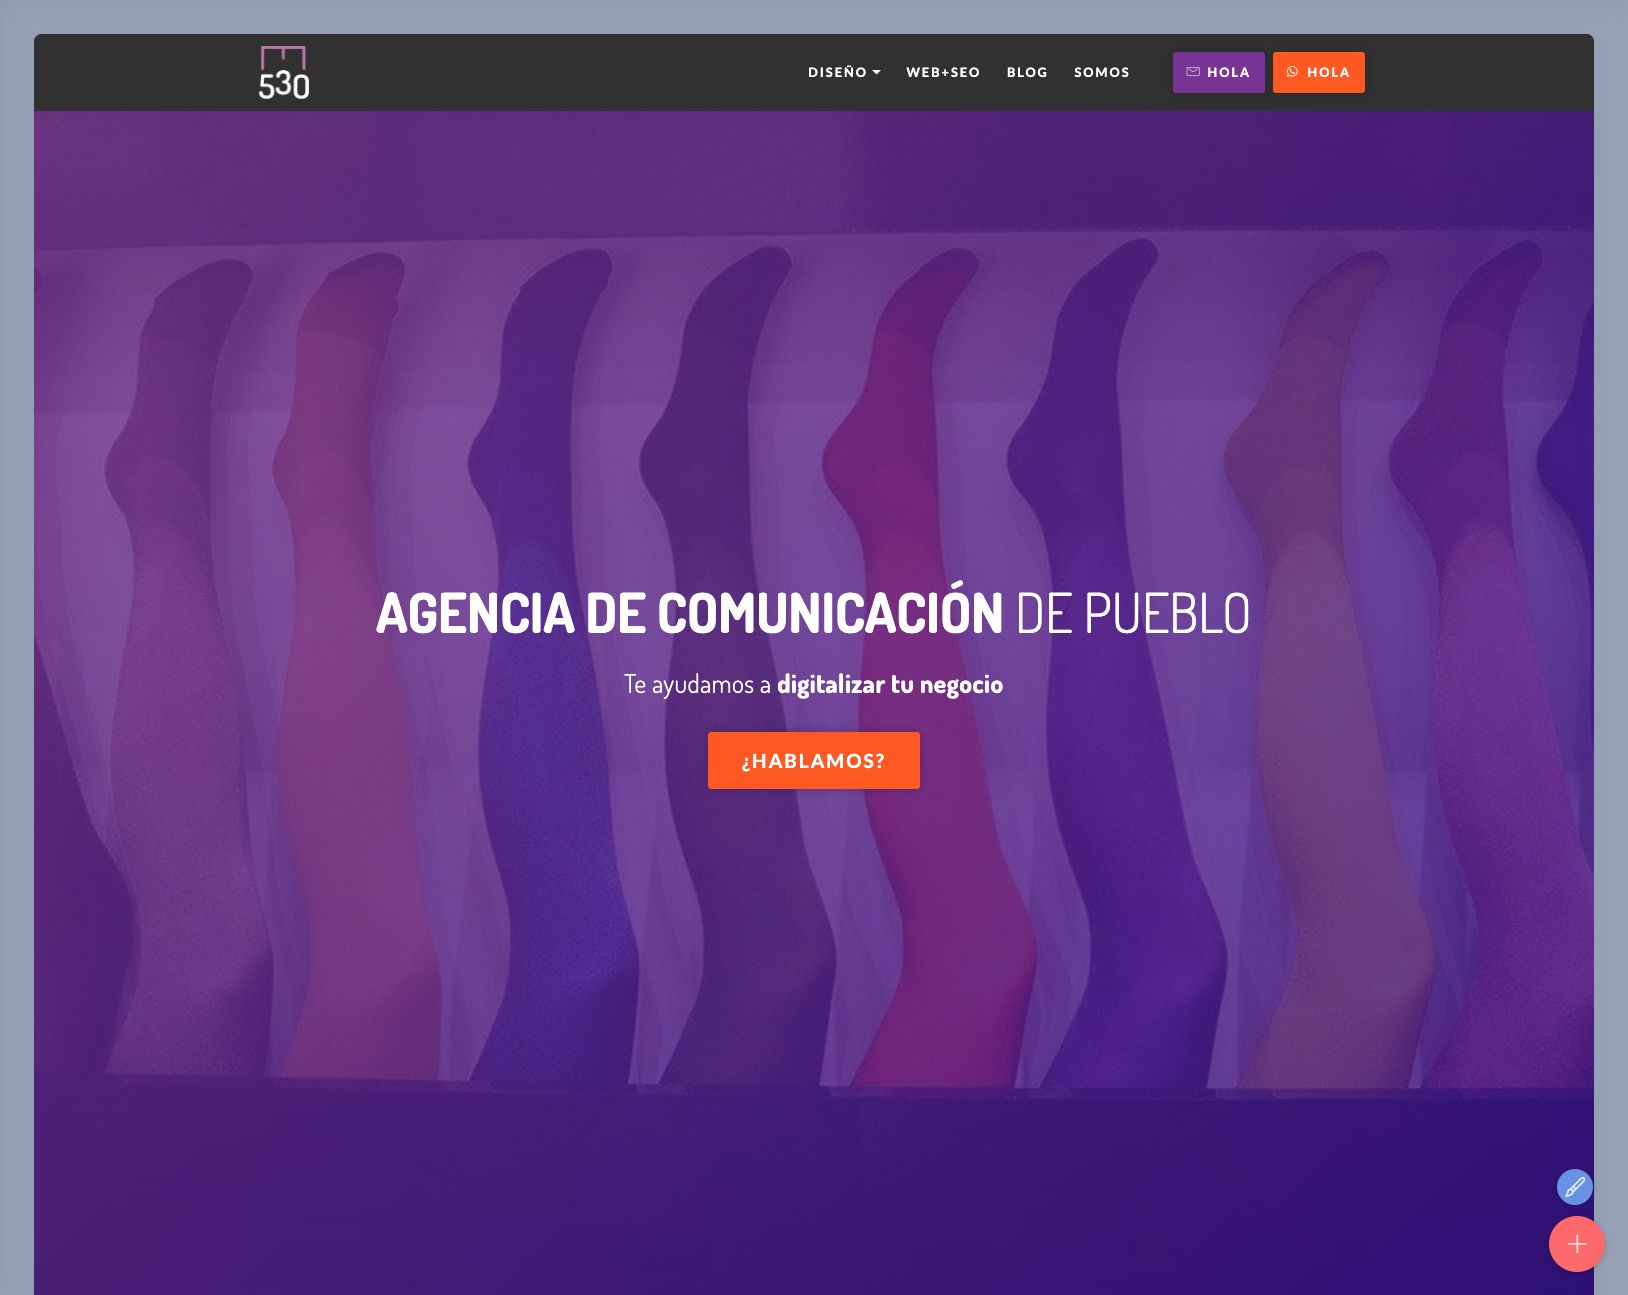 530
DISEÑO WEB+SEO BLOG SOMOS HOLA HOLA
AGENCIA DE COMUNICACIÓN DE PUEBLO
Te ayudamos a digitalizar tu negocio
¿HABLAMOS?